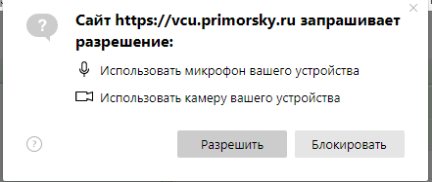 Сайт https://vcu.primorsky.ru запрашивает
разрешение:
Использовать микрофон вашего устройства
Использовать камеру вашего устройства
Разрешить
Блокировать